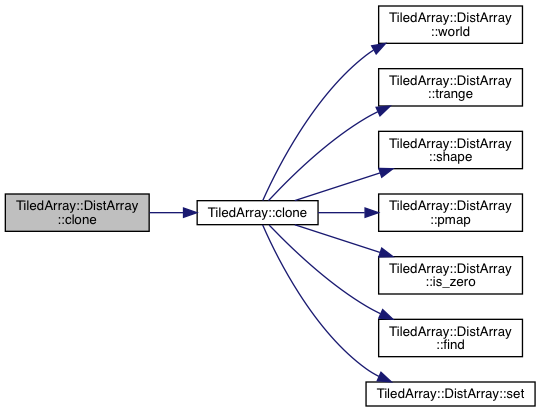 TiledArray::DistArray
::clone
TiledArray::clone
TiledArray::DistArray
::world
TiledArray::DistArray
::trange
TiledArray::DistArray
::shape
TiledArray::DistArray
::pmap
TiledArray::DistArray
::is_zero
TiledArray::DistArray
::find
TiledArray::DistArray::set